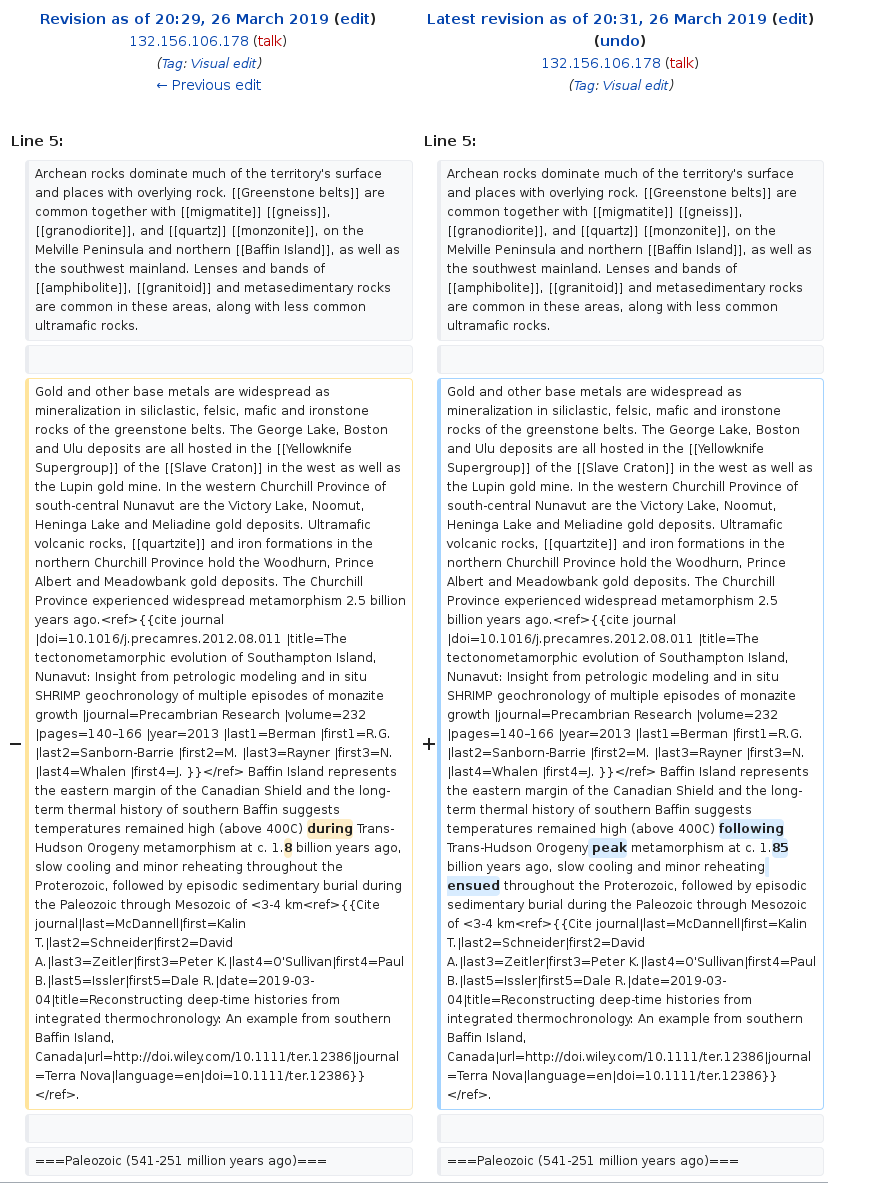 Revision as of 20:29, 26 March 2019 (edit)
132.156.106.178 (talk)
(Tag: Visual edit)
← Previous edit
Latest revision as of 20:31, 26 March 2019 (edit)
(undo)
132.156.106.178 (talk)
(Tag: Visual edit)
Line 5:
Archean rocks dominate much of the territory's surface
and places with overlying rock. [[Greenstone belts]] are
common together with [[migmatite]] [[gneiss]],
[[granodiorite]], and [[quartz]] [[monzonite]], on the
Melville Peninsula and northern [[Baffin Island]], as well as
the southwest mainland. Lenses and bands of
[[amphibolite]], [[granitoid]] and metasedimentary rocks
are common in these areas, along with less common
ultramafic rocks.
−
Gold and other base metals are widespread as
mineralization in siliclastic, felsic, mafic and ironstone
rocks of the greenstone belts. The George Lake, Boston
and Ulu deposits are all hosted in the [[Yellowknife
Supergroup]] of the [[Slave Craton]] in the west as well as
the Lupin gold mine. In the western Churchill Province of
south-central Nunavut are the Victory Lake, Noomut,
Heninga Lake and Meliadine gold deposits. Ultramafic
volcanic rocks, [[quartzite]] and iron formations in the
northern Churchill Province hold the Woodhurn, Prince
Albert and Meadowbank gold deposits. The Churchill
Province experienced widespread metamorphism 2.5 billion
years ago.<ref>{{cite journal
|doi=10.1016/j.precamres.2012.08.011 |title=The
tectonometamorphic evolution of Southampton Island,
Nunavut: Insight from petrologic modeling and in situ
SHRIMP geochronology of multiple episodes of monazite
growth |journal=Precambrian Research |volume=232
|pages=140–166 |year=2013 |last1=Berman |first1=R.G.
|last2=Sanborn-Barrie |first2=M. |last3=Rayner |first3=N.
|last4=Whalen |first4=J. }}</ref> Baffin Island represents
the eastern margin of the Canadian Shield and the long-
term thermal history of southern Baffin suggests
temperatures remained high (above 400C) during Trans-
Hudson Orogeny metamorphism at c. 1.8 billion years ago,
slow cooling and minor reheating throughout the
Proterozoic, followed by episodic sedimentary burial during
the Paleozoic through Mesozoic of <3-4 km<ref>{{Cite
journal|last=McDannell|first=Kalin
T.|last2=Schneider|first2=David
A.|last3=Zeitler|first3=Peter K.|last4=O'Sullivan|first4=Paul
B.|last5=Issler|first5=Dale R.|date=2019-03-
04|title=Reconstructing deep-time histories from
integrated thermochronology: An example from southern
Baffin Island,
Canada|url=http://doi.wiley.com/10.1111/ter.12386|journal
=Terra Nova|language=en|doi=10.1111/ter.12386}}
</ref>.
===Paleozoic (541-251 million years ago)===
Line 5:
Archean rocks dominate much of the territory's surface
and places with overlying rock. [[Greenstone belts]] are
common together with [[migmatite]] [[gneiss]],
[[granodiorite]], and [[quartz]] [[monzonite]], on the
Melville Peninsula and northern [[Baffin Island]], as well as
the southwest mainland. Lenses and bands of
[[amphibolite]], [[granitoid]] and metasedimentary rocks
are common in these areas, along with less common
ultramafic rocks.
+
Gold and other base metals are widespread as
mineralization in siliclastic, felsic, mafic and ironstone
rocks of the greenstone belts. The George Lake, Boston
and Ulu deposits are all hosted in the [[Yellowknife
Supergroup]] of the [[Slave Craton]] in the west as well as
the Lupin gold mine. In the western Churchill Province of
south-central Nunavut are the Victory Lake, Noomut,
Heninga Lake and Meliadine gold deposits. Ultramafic
volcanic rocks, [[quartzite]] and iron formations in the
northern Churchill Province hold the Woodhurn, Prince
Albert and Meadowbank gold deposits. The Churchill
Province experienced widespread metamorphism 2.5
billion years ago.<ref>{{cite journal
|doi=10.1016/j.precamres.2012.08.011 |title=The
tectonometamorphic evolution of Southampton Island,
Nunavut: Insight from petrologic modeling and in situ
SHRIMP geochronology of multiple episodes of monazite
growth |journal=Precambrian Research |volume=232
|pages=140–166 |year=2013 |last1=Berman |first1=R.G.
|last2=Sanborn-Barrie |first2=M. |last3=Rayner |first3=N.
|last4=Whalen |first4=J. }}</ref> Baffin Island represents
the eastern margin of the Canadian Shield and the long-
term thermal history of southern Baffin suggests
temperatures remained high (above 400C) following
Trans-Hudson Orogeny peak metamorphism at c. 1.85
billion years ago, slow cooling and minor reheating
ensued throughout the Proterozoic, followed by episodic
sedimentary burial during the Paleozoic through Mesozoic
of <3-4 km<ref>{{Cite
journal|last=McDannell|first=Kalin
T.|last2=Schneider|first2=David
A.|last3=Zeitler|first3=Peter K.|last4=O'Sullivan|first4=Paul
B.|last5=Issler|first5=Dale R.|date=2019-03-
04|title=Reconstructing deep-time histories from
integrated thermochronology: An example from southern
Baffin Island,
Canada|url=http://doi.wiley.com/10.1111/ter.12386|journal
=Terra Nova|language=en|doi=10.1111/ter.12386}}
</ref>.
===Paleozoic (541-251 million years ago)===